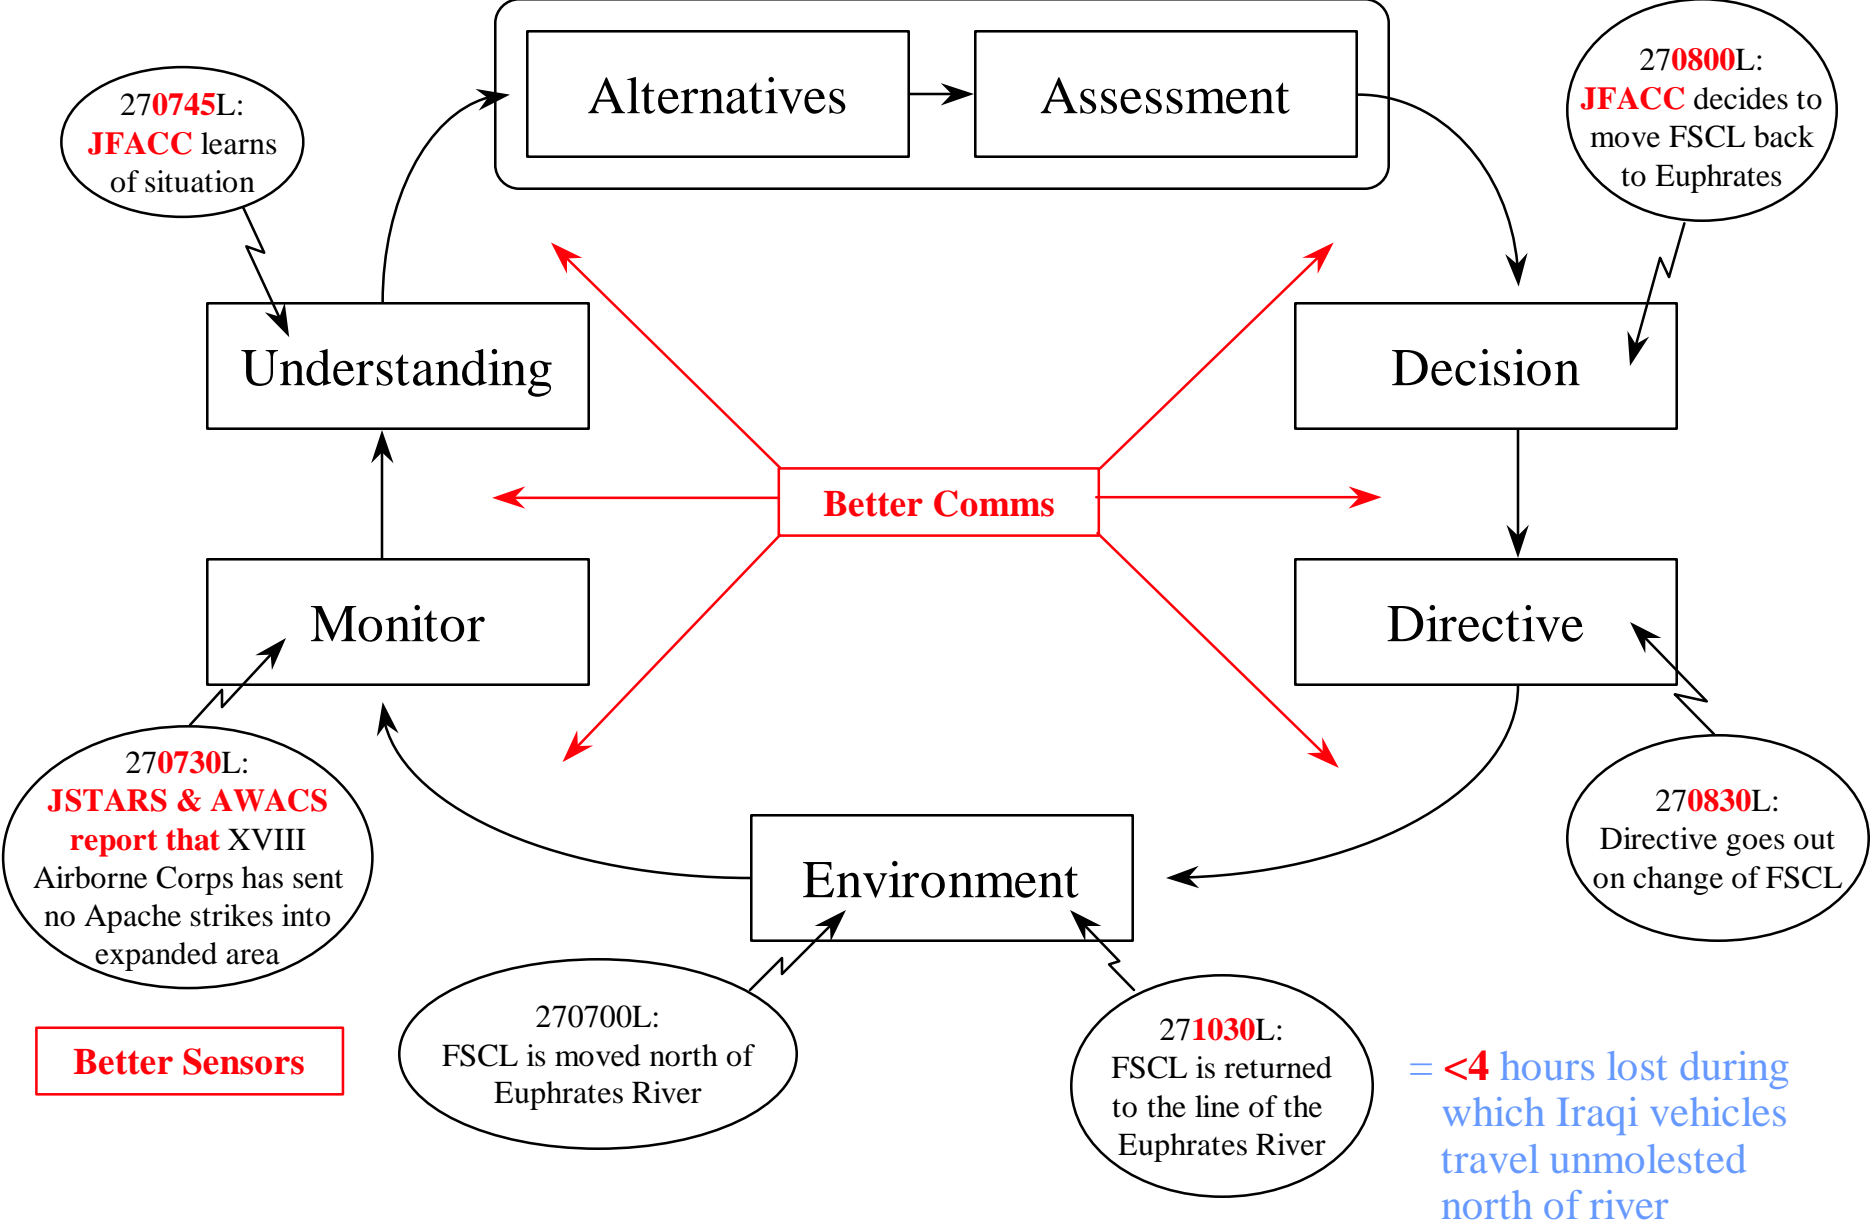 Alternatives
Assessment
270745L:
JFACC learns
of situation
270800L:
JFACC decides to
move FSCL back
to Euphrates
Understanding
Decision
Better Comms
Monitor
Directive
270730L:
JSTARS & AWACS
report that XVIII
Airborne Corps has sent
no Apache strikes into
expanded area
Environment
270830L:
Directive goes out
on change of FSCL
Better Sensors
270700L:
FSCL is moved north of
Euphrates River
271030L:
FSCL is returned
to the line of the
Euphrates River
= <4 hours lost during
which Iraqi vehicles
travel unmolested
north of river